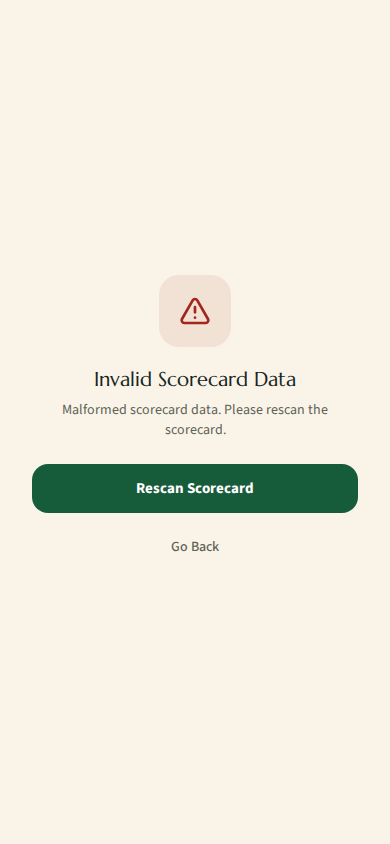 Invalid Scorecard Data
Malformed scorecard data. Please rescan the
scorecard.
Rescan Scorecard
Go Back